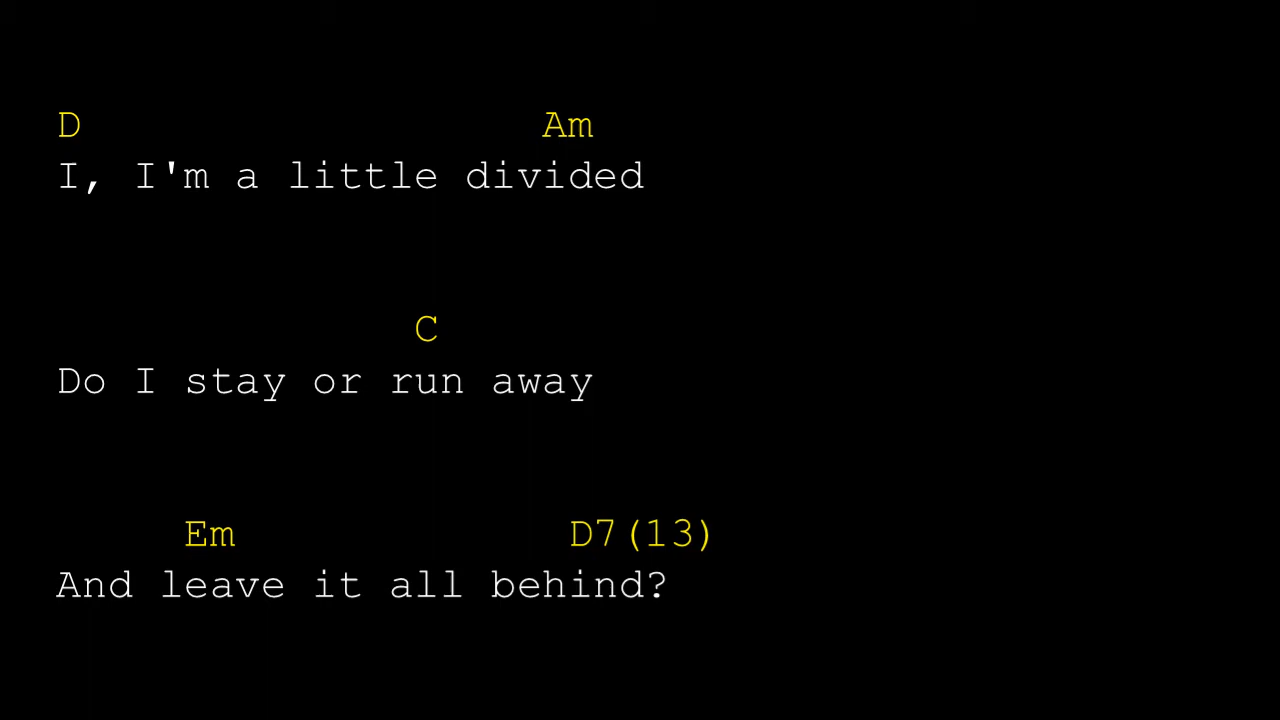 D                  Am
I, I'm a little divided
              C
Do I stay or run away
     Em             D7(13)
And leave it all behind?